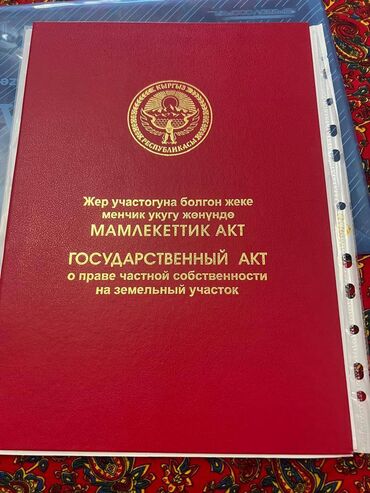 КЫРГЫЗ
РЕСПУБЛИКАСЫ
Жер участогуна болгон жеке
менчик укугу жөнүндө
МАМЛЕКЕТТИК АКТ
ГОСУДАРСТВЕННЫЙ АКТ
о праве частной собственности
на земельный участок